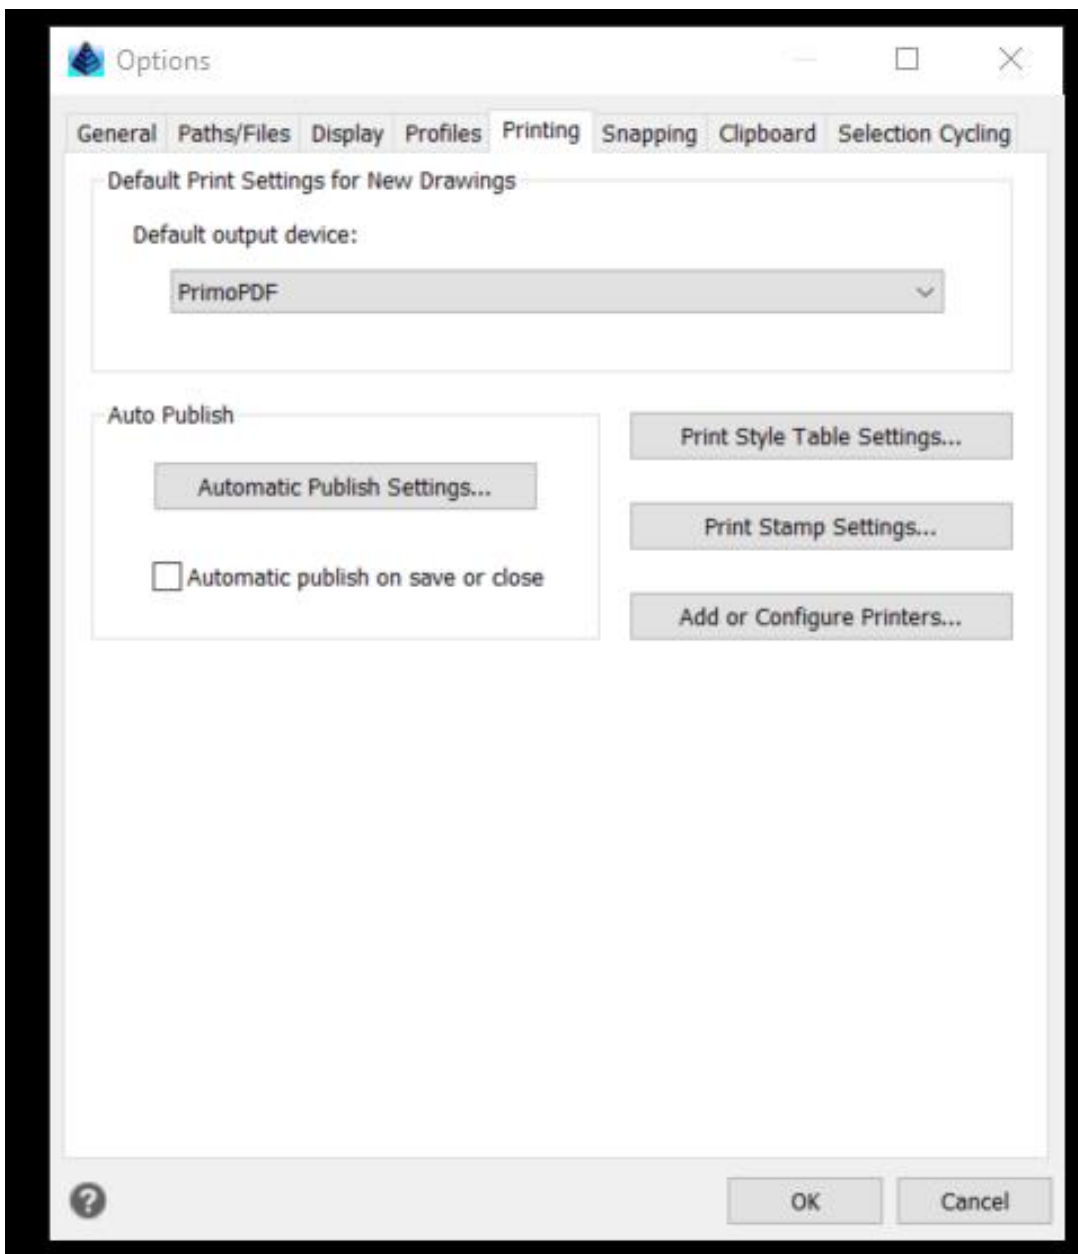 Options
General Paths/Files Display Profiles Printing Snapping Clipboard Selection Cycling
Default Print Settings for New Drawings
Default output device:
PrimoPDF
Auto Publish
Print Style Table Settings...
Automatic Publish Settings...
Print Stamp Settings...
Automatic publish on save or close
Add or Configure Printers...
?
OK Cancel